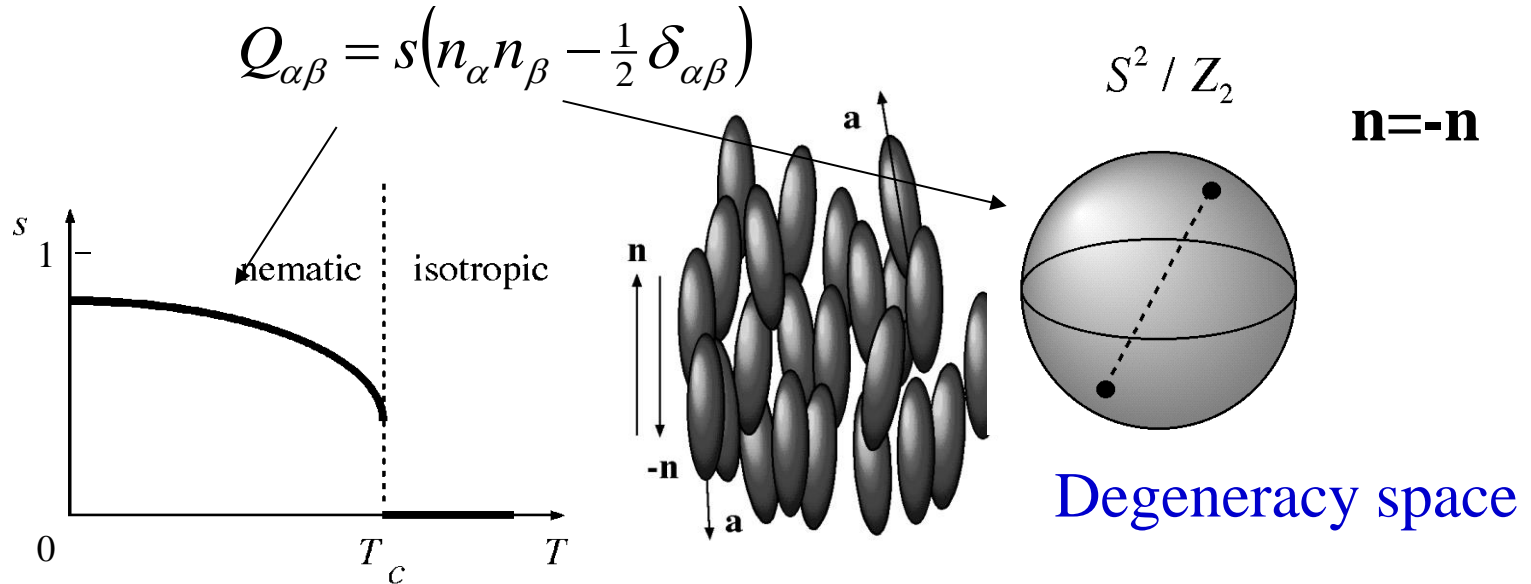 Q_{αβ} = s(n_α n_β − ½ δ_{αβ})
S² / Z₂
n=-n
a
s
1
nematic
isotropic
n
-n
a
0
T_c
T
Degeneracy space